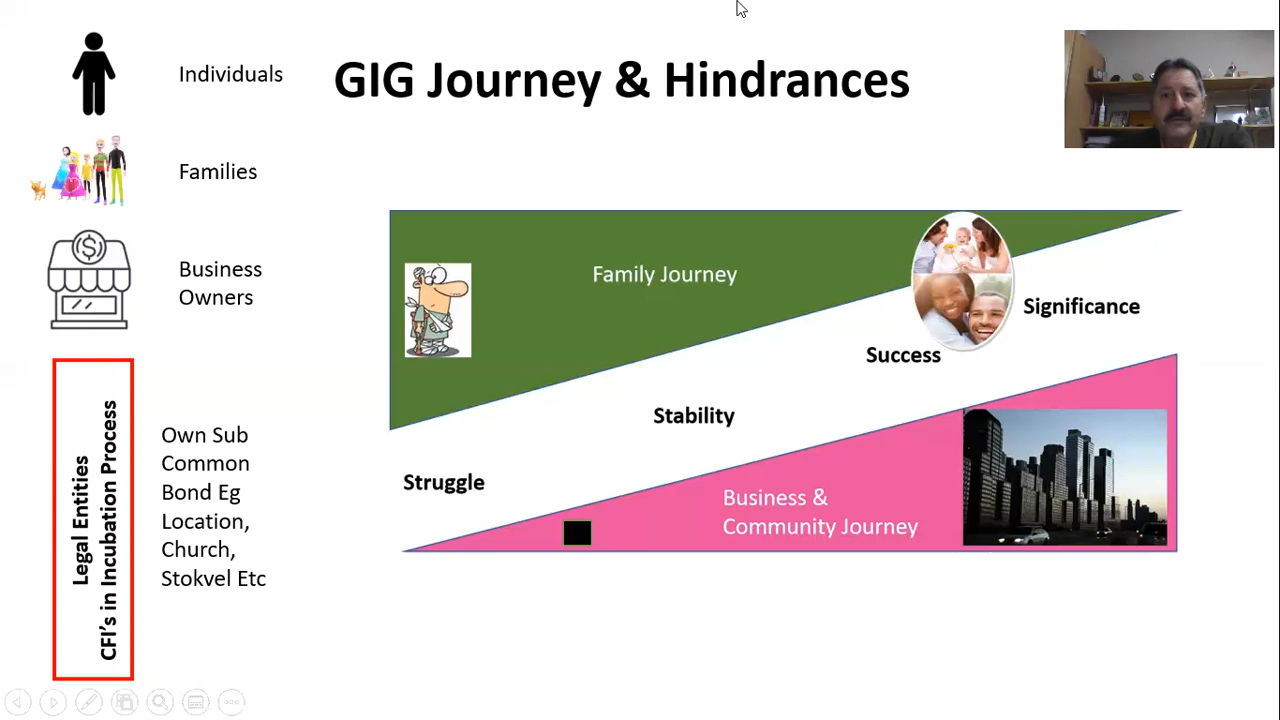 GIG Journey & Hindrances
Individuals
Families
Business
Owners
Legal Entities
CFI's in Incubation Process
Own Sub
Common
Bond Eg
Location,
Church,
Stokvel Etc
Family Journey
Significance
Success
Stability
Struggle
Business &
Community Journey